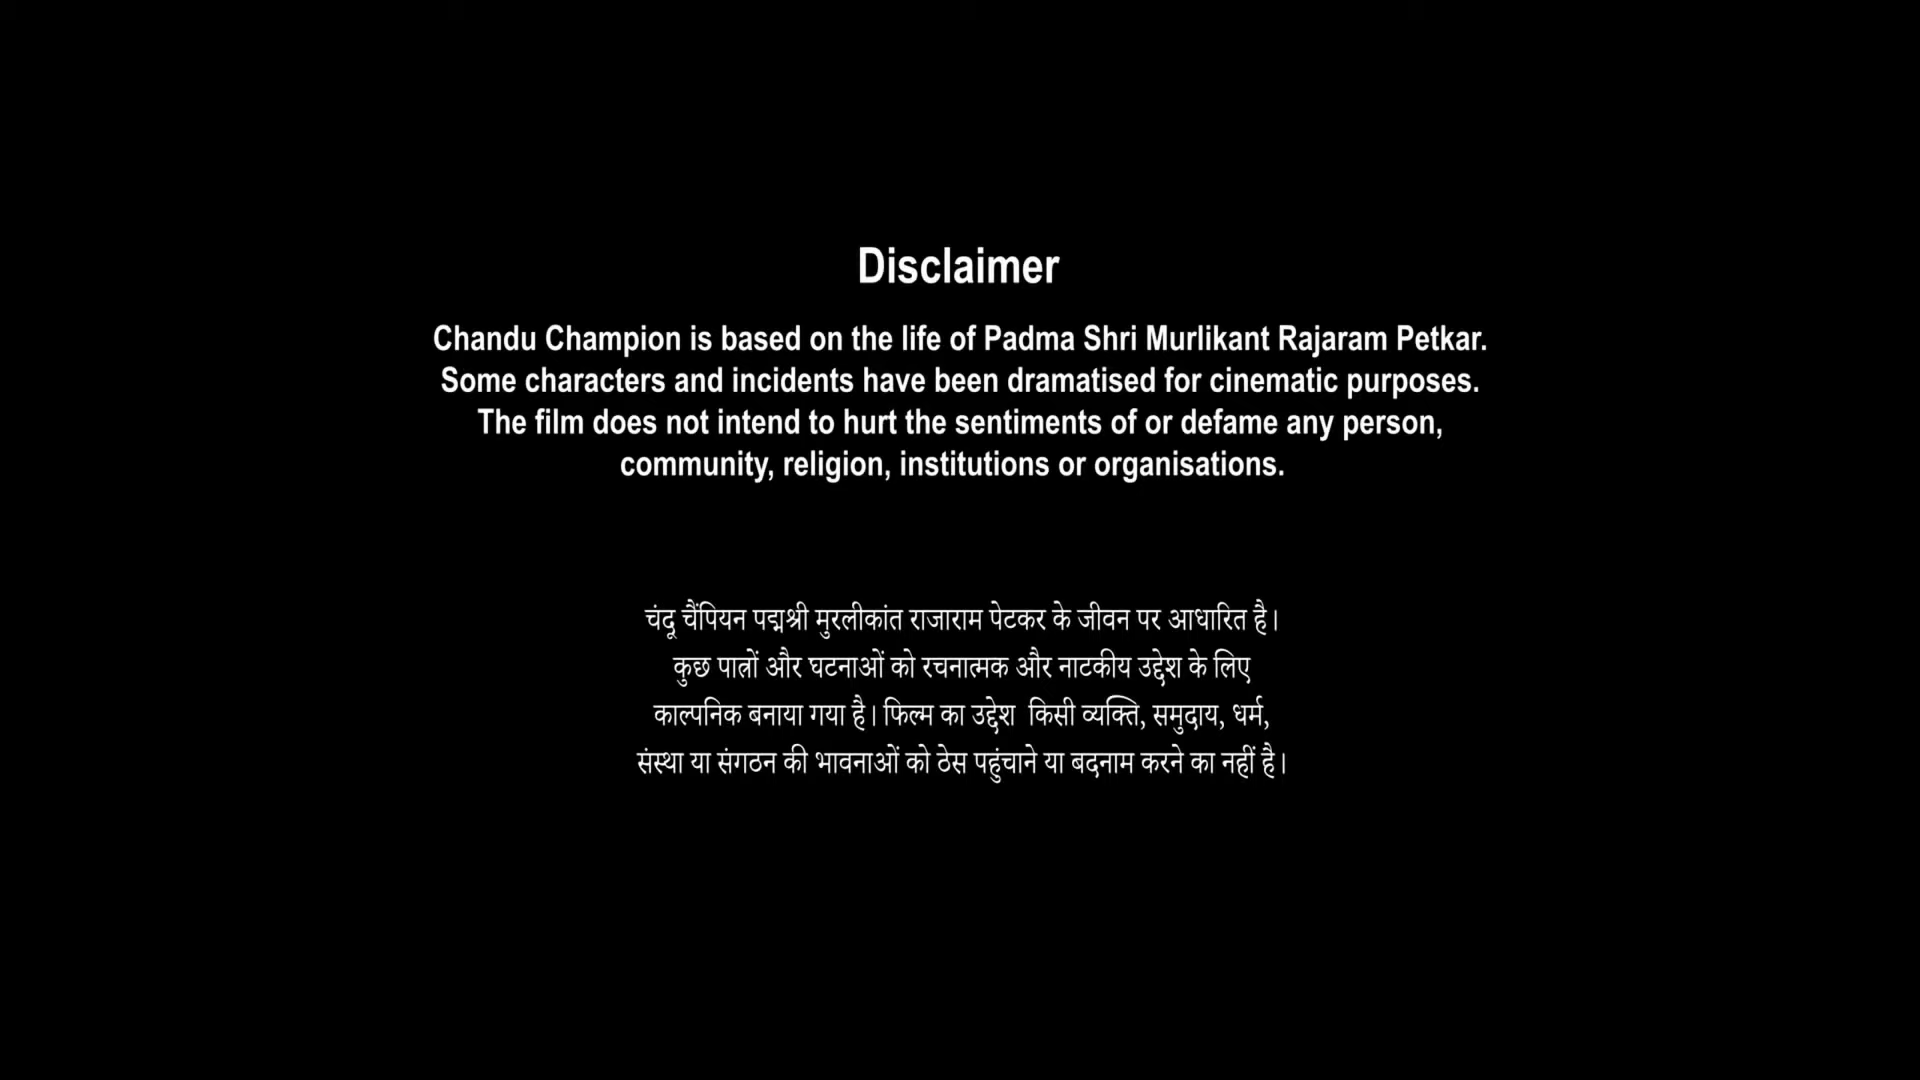 Disclaimer
Chandu Champion is based on the life of Padma Shri Murlikant Rajaram Petkar.
Some characters and incidents have been dramatised for cinematic purposes.
The film does not intend to hurt the sentiments of or defame any person,
community, religion, institutions or organisations.
चंदू चैंपियन पद्मश्री मुरलीकांत राजाराम पेटकर के जीवन पर आधारित है।
कुछ पात्रों और घटनाओं को रचनात्मक और नाटकीय उद्देश के लिए
काल्पनिक बनाया गया है। फिल्म का उद्देश किसी व्यक्ति, समुदाय, धर्म,
संस्था या संगठन की भावनाओं को ठेस पहुंचाने या बदनाम करने का नहीं है।